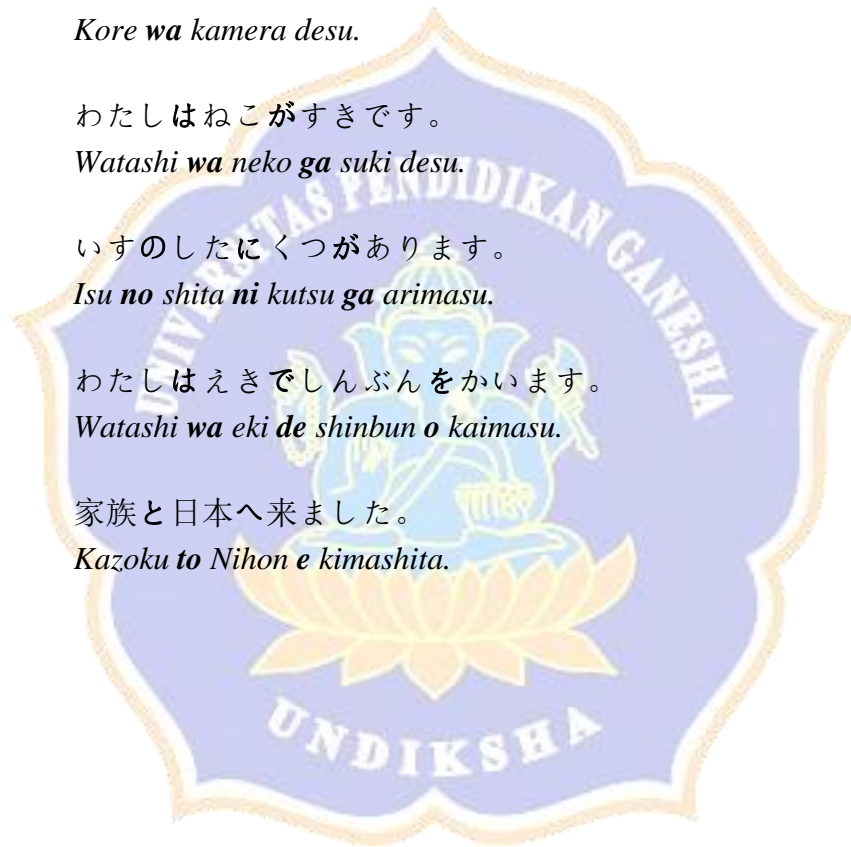 Kore wa kamera desu.
わたしはねこがすきです。
Watashi wa neko ga suki desu.
いすのしたにくつがあります。
Isu no shita ni kutsu ga arimasu.
わたしはえきでしんぶんをかいます。
Watashi wa eki de shinbun o kaimasu.
家族と日本へ来ました。
Kazoku to Nihon e kimashita.
UNIVERSITAS PENDIDIKAN GANESHA
UNDIKSHA